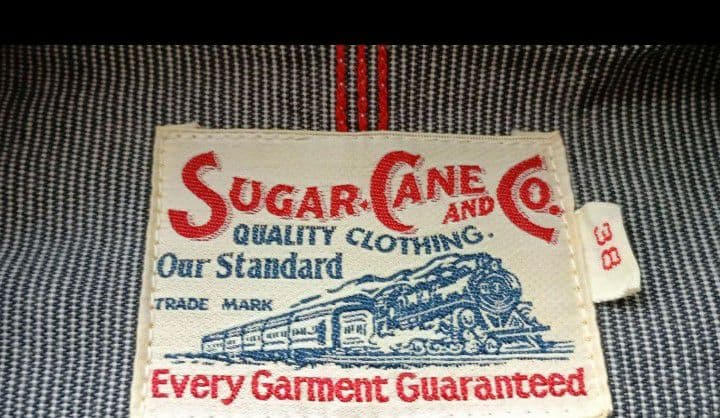 SUGAR·CANE AND CO.
QUALITY CLOTHING.
Our Standard
TRADE MARK
Every Garment Guaranteed
38